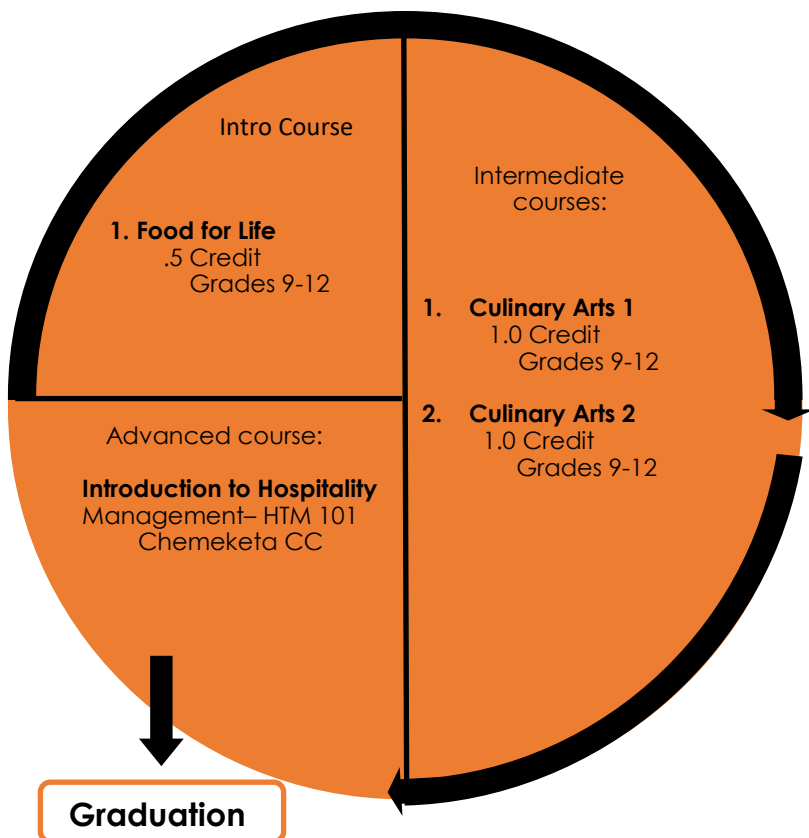 Intro Course
1. Food for Life
.5 Credit
Grades 9-12
Intermediate
courses:
1. Culinary Arts 1
1.0 Credit
Grades 9-12
2. Culinary Arts 2
1.0 Credit
Grades 9-12
Advanced course:
Introduction to Hospitality
Management– HTM 101
Chemeketa CC
Graduation